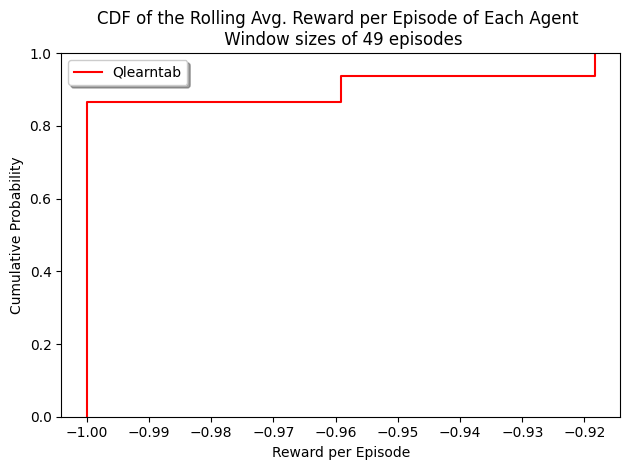 CDF of the Rolling Avg. Reward per Episode of Each Agent
Window sizes of 49 episodes
Qlearntab
1.0
0.8
0.6
0.4
0.2
0.0
Cumulative Probability
−1.00 −0.99 −0.98 −0.97 −0.96 −0.95 −0.94 −0.93 −0.92
Reward per Episode